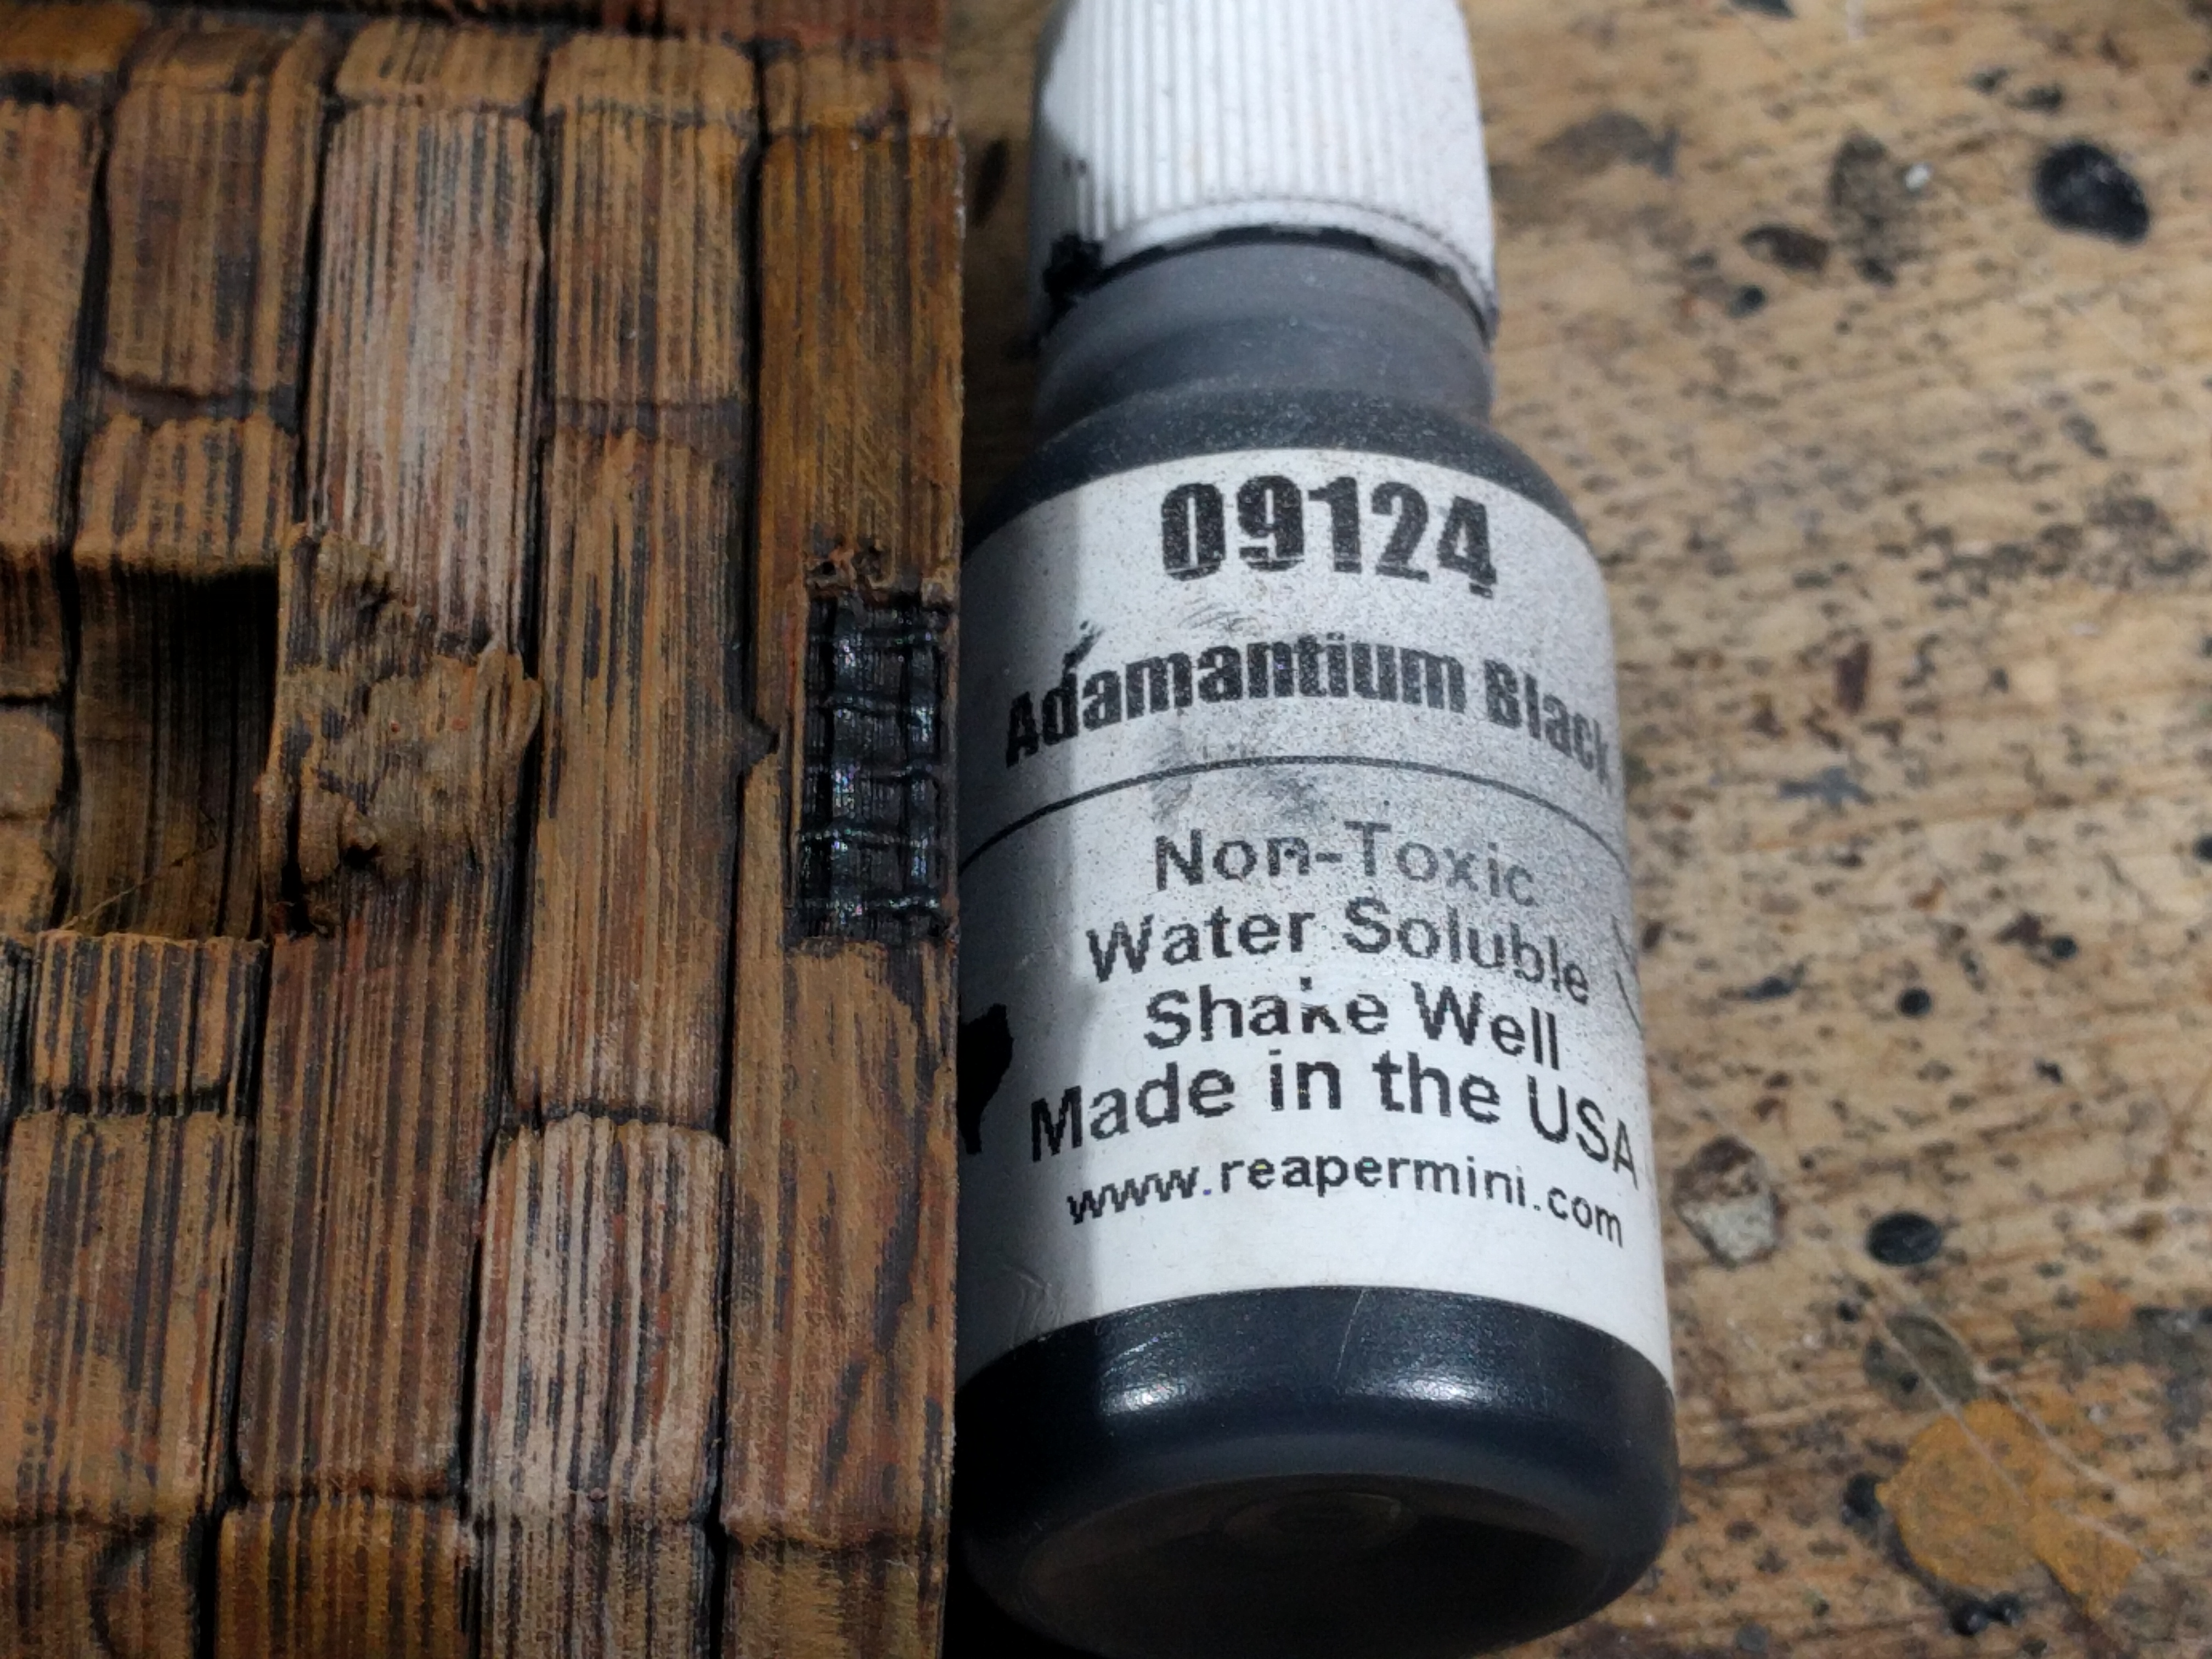 09124
Adamantium Black
Non-Toxic
Water Soluble
Shake Well
Made in the USA
www.reapermini.com